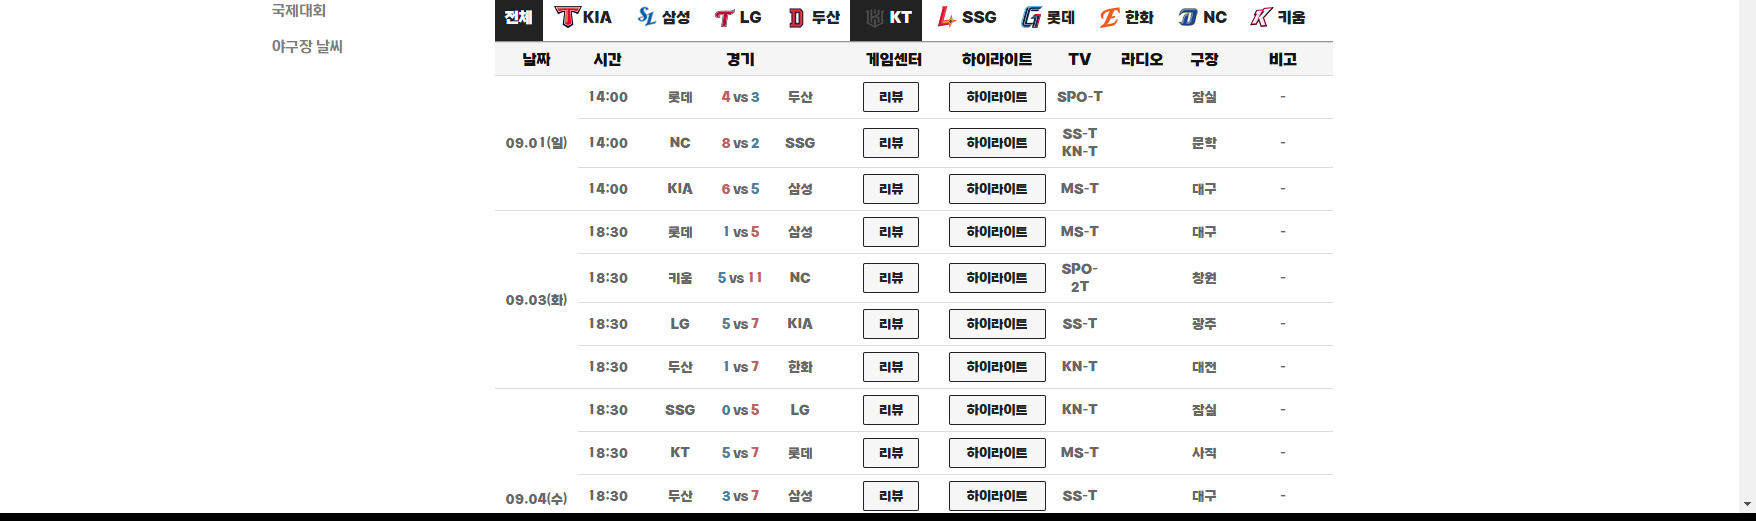 국제대회
야구장 날씨
전체 KIA 삼성 LG 두산 KT SSG 롯데 한화 NC 키움
날짜 시간 경기 게임센터 하이라이트 TV 라디오 구장 비고
09.01(일) 14:00 롯데 4 vs 3 두산 리뷰 하이라이트 SPO-T 잠실 -
14:00 NC 8 vs 2 SSG 리뷰 하이라이트 SS-T KN-T 문학 -
14:00 KIA 6 vs 5 삼성 리뷰 하이라이트 MS-T 대구 -
09.03(화) 18:30 롯데 1 vs 5 삼성 리뷰 하이라이트 MS-T 대구 -
18:30 키움 5 vs 11 NC 리뷰 하이라이트 SPO-2T 창원 -
18:30 LG 5 vs 7 KIA 리뷰 하이라이트 SS-T 광주 -
18:30 두산 1 vs 7 한화 리뷰 하이라이트 KN-T 대전 -
09.04(수) 18:30 SSG 0 vs 5 LG 리뷰 하이라이트 KN-T 잠실 -
18:30 KT 5 vs 7 롯데 리뷰 하이라이트 MS-T 사직 -
18:30 두산 3 vs 7 삼성 리뷰 하이라이트 SS-T 대구 -